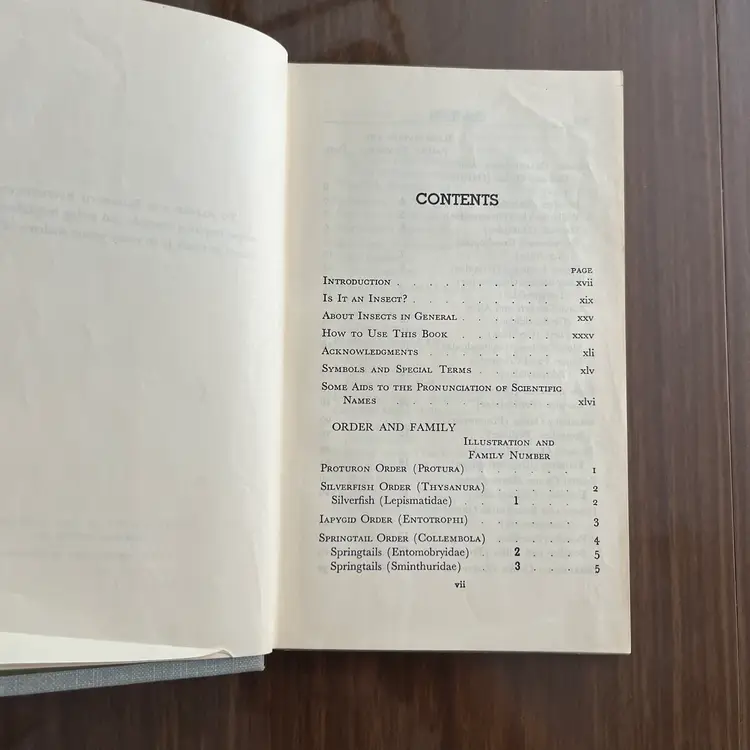 CONTENTS
PAGE
Introduction . . . . . . . . . . xvii
Is It an Insect? . . . . . . . . . xix
About Insects in General . . . . . . xxv
How to Use This Book . . . . . . xxxv
Acknowledgments . . . . . . . . xli
Symbols and Special Terms . . . . . xlv
Some Aids to the Pronunciation of Scientific
Names . . . . . . . . . . xlvi
ORDER AND FAMILY
Illustration and
Family Number
Proturon Order (Protura) . . . . . . 1
Silverfish Order (Thysanura) . . . . . 2
Silverfish (Lepismatidae) . . 1 . . . 2
Iapygid Order (Entotrophi) . . . . . . 3
Springtail Order (Collembola) . . . . . 4
Springtails (Entomobryidae) . 2 . . . 5
Springtails (Sminthuridae) . . 3 . . . 5
vii